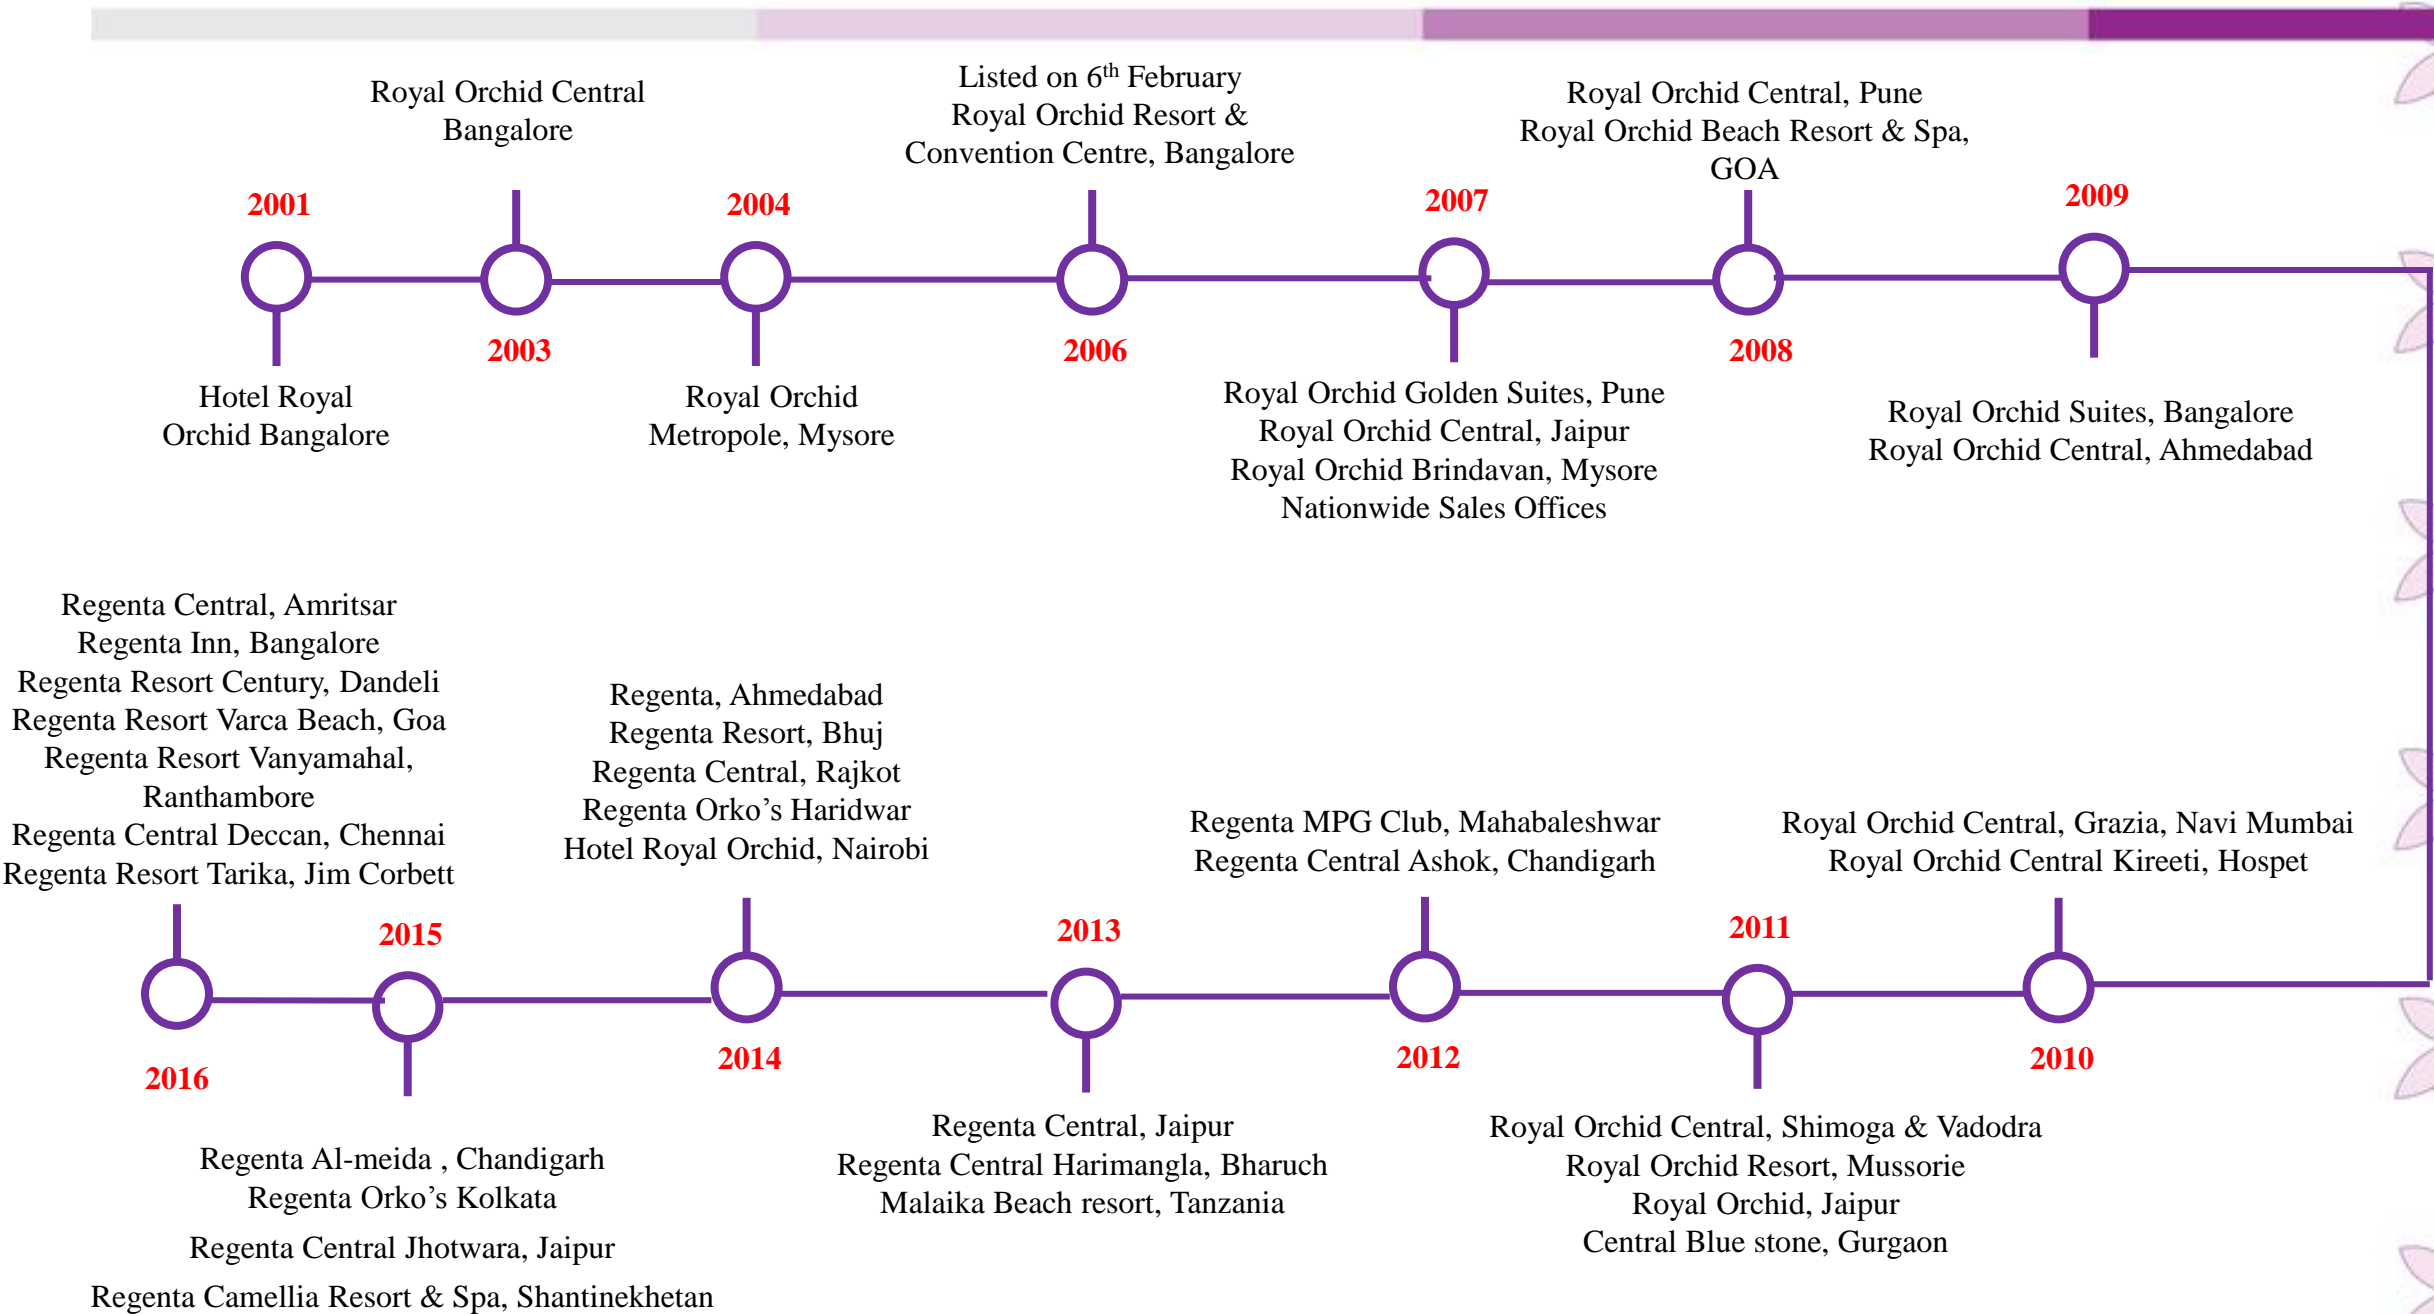 Royal Orchid Central
Bangalore
Listed on 6th February
Royal Orchid Resort &
Convention Centre, Bangalore
Royal Orchid Central, Pune
Royal Orchid Beach Resort & Spa,
GOA
2001
2004
2007
2009
2003
2006
2008
Hotel Royal
Orchid Bangalore
Royal Orchid
Metropole, Mysore
Royal Orchid Golden Suites, Pune
Royal Orchid Central, Jaipur
Royal Orchid Brindavan, Mysore
Nationwide Sales Offices
Royal Orchid Suites, Bangalore
Royal Orchid Central, Ahmedabad
Regenta Central, Amritsar
Regenta Inn, Bangalore
Regenta Resort Century, Dandeli
Regenta Resort Varca Beach, Goa
Regenta Resort Vanyamahal,
Ranthambore
Regenta Central Deccan, Chennai
Regenta Resort Tarika, Jim Corbett
Regenta, Ahmedabad
Regenta Resort, Bhuj
Regenta Central, Rajkot
Regenta Orko’s Haridwar
Hotel Royal Orchid, Nairobi
Regenta MPG Club, Mahabaleshwar
Regenta Central Ashok, Chandigarh
Royal Orchid Central, Grazia, Navi Mumbai
Royal Orchid Central Kireeti, Hospet
2015
2013
2011
2016
2014
2012
2010
Regenta Al-meida , Chandigarh
Regenta Orko’s Kolkata
Regenta Central Jhotwara, Jaipur
Regenta Camellia Resort & Spa, Shantinekhetan
Regenta Central, Jaipur
Regenta Central Harimangla, Bharuch
Malaika Beach resort, Tanzania
Royal Orchid Central, Shimoga & Vadodra
Royal Orchid Resort, Mussorie
Royal Orchid, Jaipur
Central Blue stone, Gurgaon